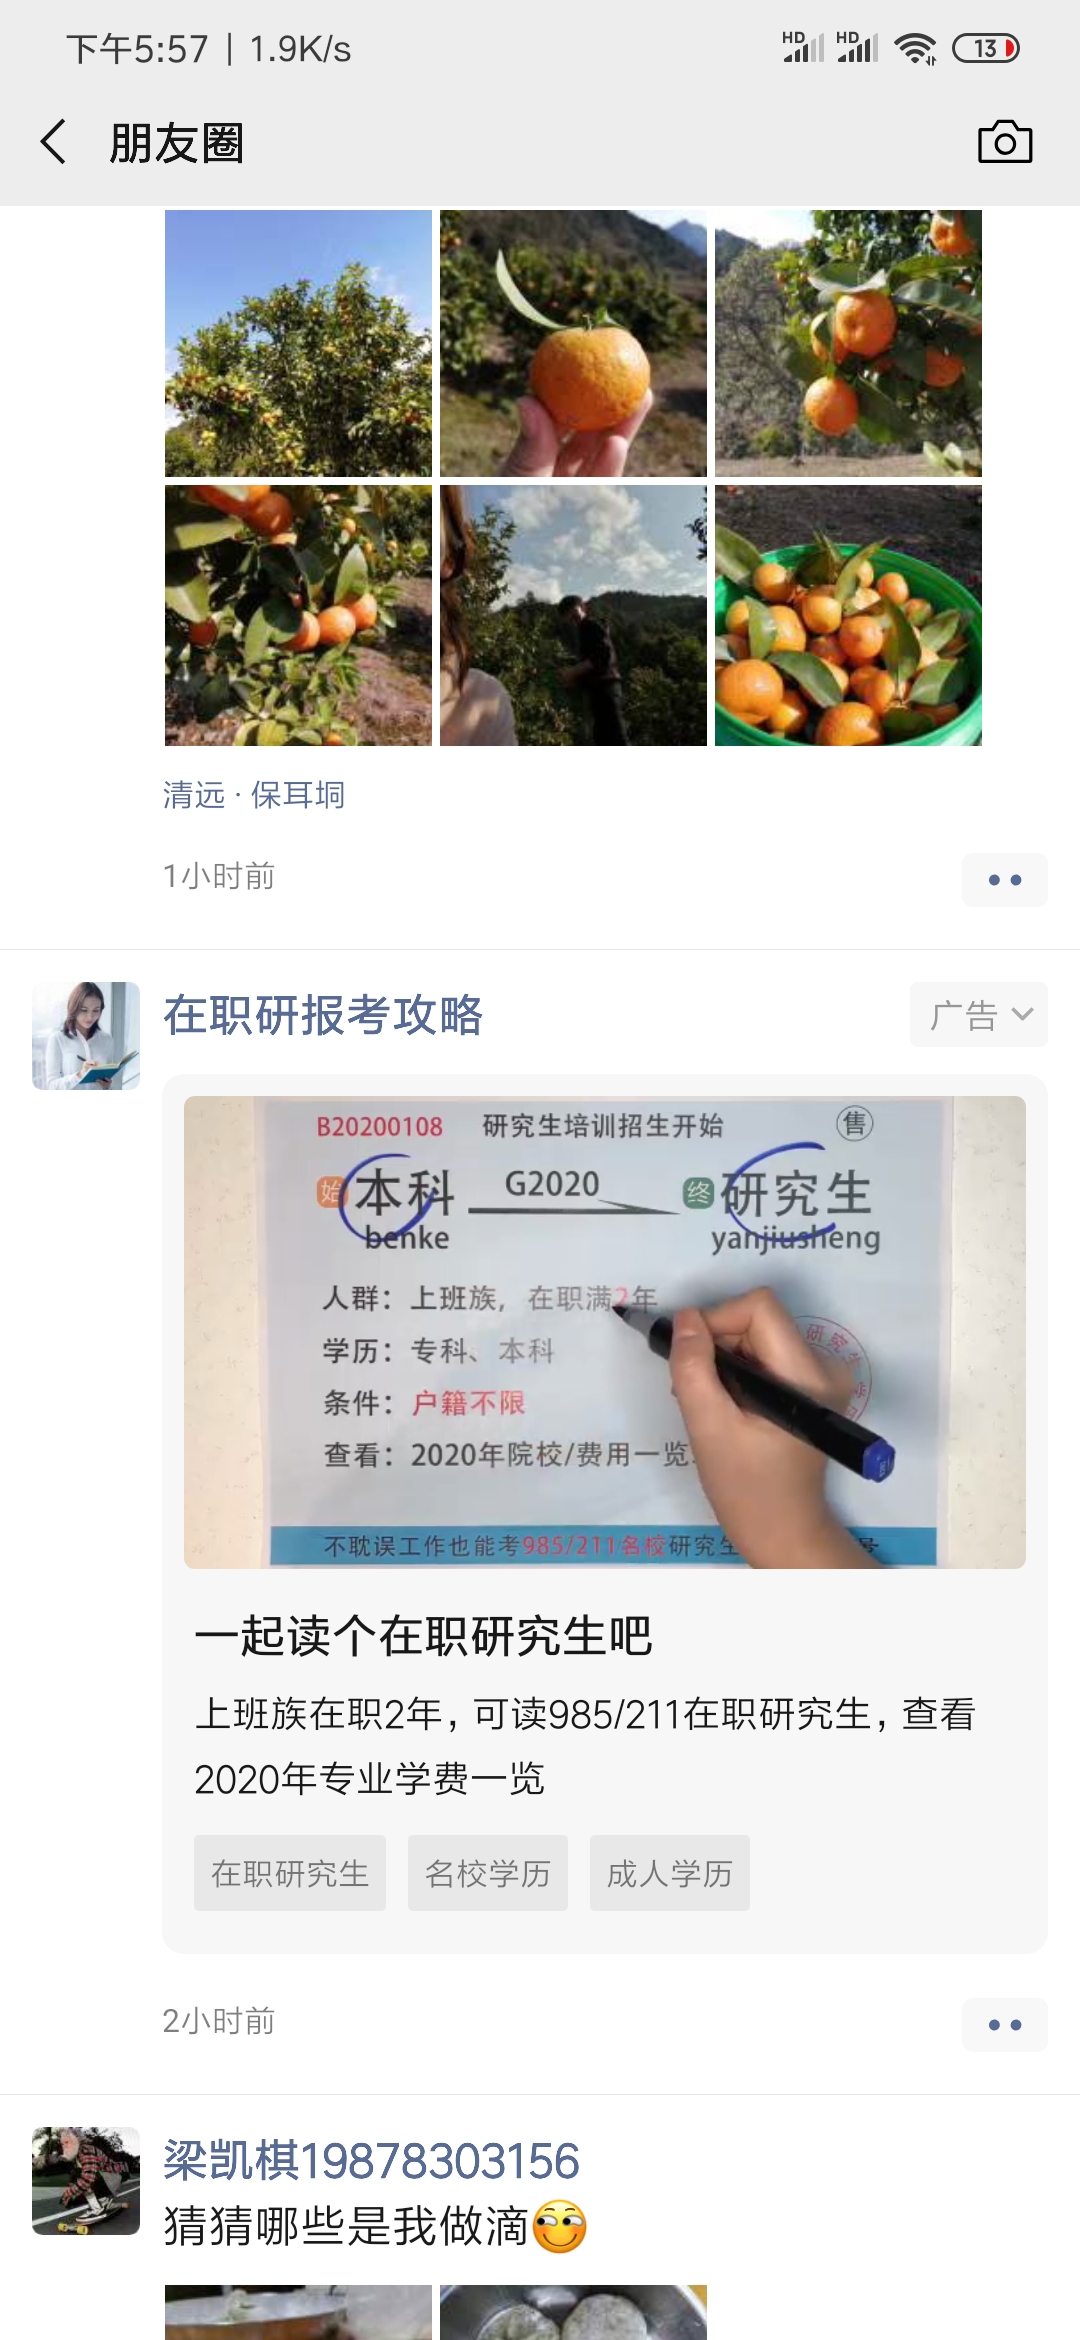 下午5:57 | 1.9K/s
HD HD 13
朋友圈
清远 · 保耳垌
1小时前
在职研报考攻略
广告
B20200108 研究生培训招生开始 售
始 本科 G2020 终 研究生
benke yanjiusheng
人群：上班族，在职满2年
学历：专科、本科
研究生
条件：户籍不限
查看：2020年院校/费用一览
不耽误工作也能考985/211名校研究生
一起读个在职研究生吧
上班族在职2年，可读985/211在职研究生，查看
2020年专业学费一览
在职研究生 名校学历 成人学历
2小时前
梁凯棋19878303156
猜猜哪些是我做滴